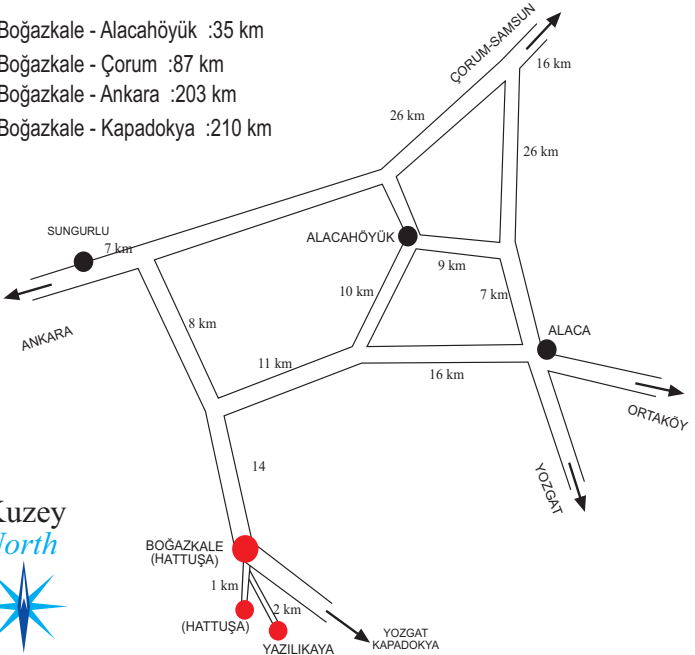 Boğazkale - Alacahöyük :35 km
Boğazkale - Çorum :87 km
Boğazkale - Ankara :203 km
Boğazkale - Kapadokya :210 km
ÇORUM-SAMSUN
16 km
26 km
26 km
SUNGURLU
7 km
ALACAHÖYÜK
9 km
10 km
7 km
ANKARA
8 km
ALACA
11 km
16 km
ORTAKÖY
YOZGAT
14
Kuzey
North
BOĞAZKALE
(HATTUŞA)
1 km
(HATTUŞA)
2 km
YAZILIKAYA
YOZGAT
KAPADOKYA